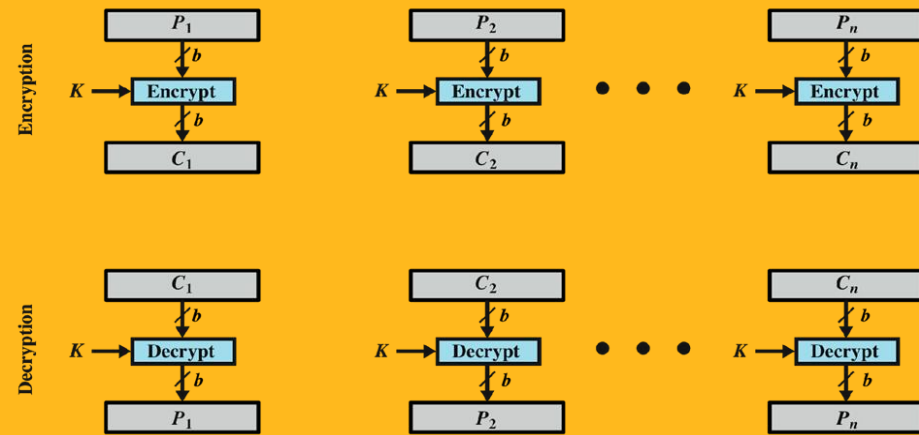 P1 P2 Pn
b b b
Encryption
K Encrypt K Encrypt K Encrypt
b b b
C1 C2 Cn
C1 C2 Cn
b b b
Decryption
K Decrypt K Decrypt K Decrypt
b b b
P1 P2 Pn